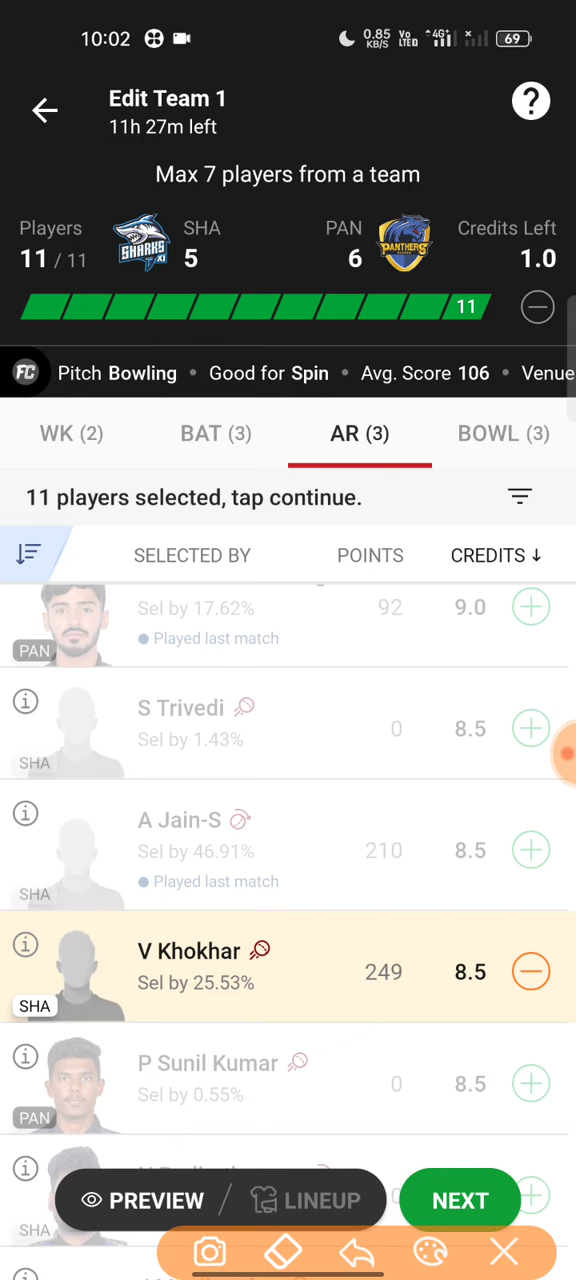 10:02 0.85 KB/S Vo LTE 4G 69
Edit Team 1
11h 27m left
?
Max 7 players from a team
Players SHA PAN Credits Left
11 / 11 SHARKS XI 5 6 PANTHERS 1.0
11
FC Pitch Bowling • Good for Spin • Avg. Score 106 • Venue
WK (2) BAT (3) AR (3) BOWL (3)
11 players selected, tap continue.
SELECTED BY POINTS CREDITS ↓
Sel by 17.62% 92 9.0
PAN Played last match
S Trivedi
Sel by 1.43% 0 8.5
SHA
A Jain-S
Sel by 46.91% 210 8.5
Played last match
SHA
V Khokhar
Sel by 25.53% 249 8.5
SHA
P Sunil Kumar
Sel by 0.55% 0 8.5
PAN
PREVIEW / LINEUP NEXT
SHA